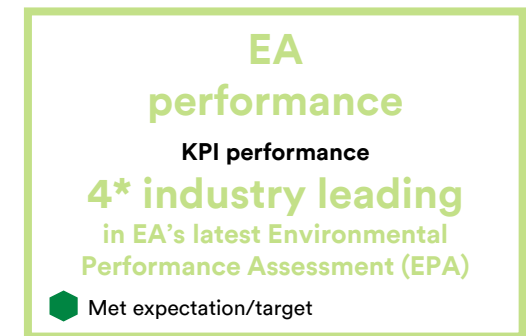 EA
performance
KPI performance
4* industry leading
in EA’s latest Environmental
Performance Assessment (EPA)
Met expectation/target